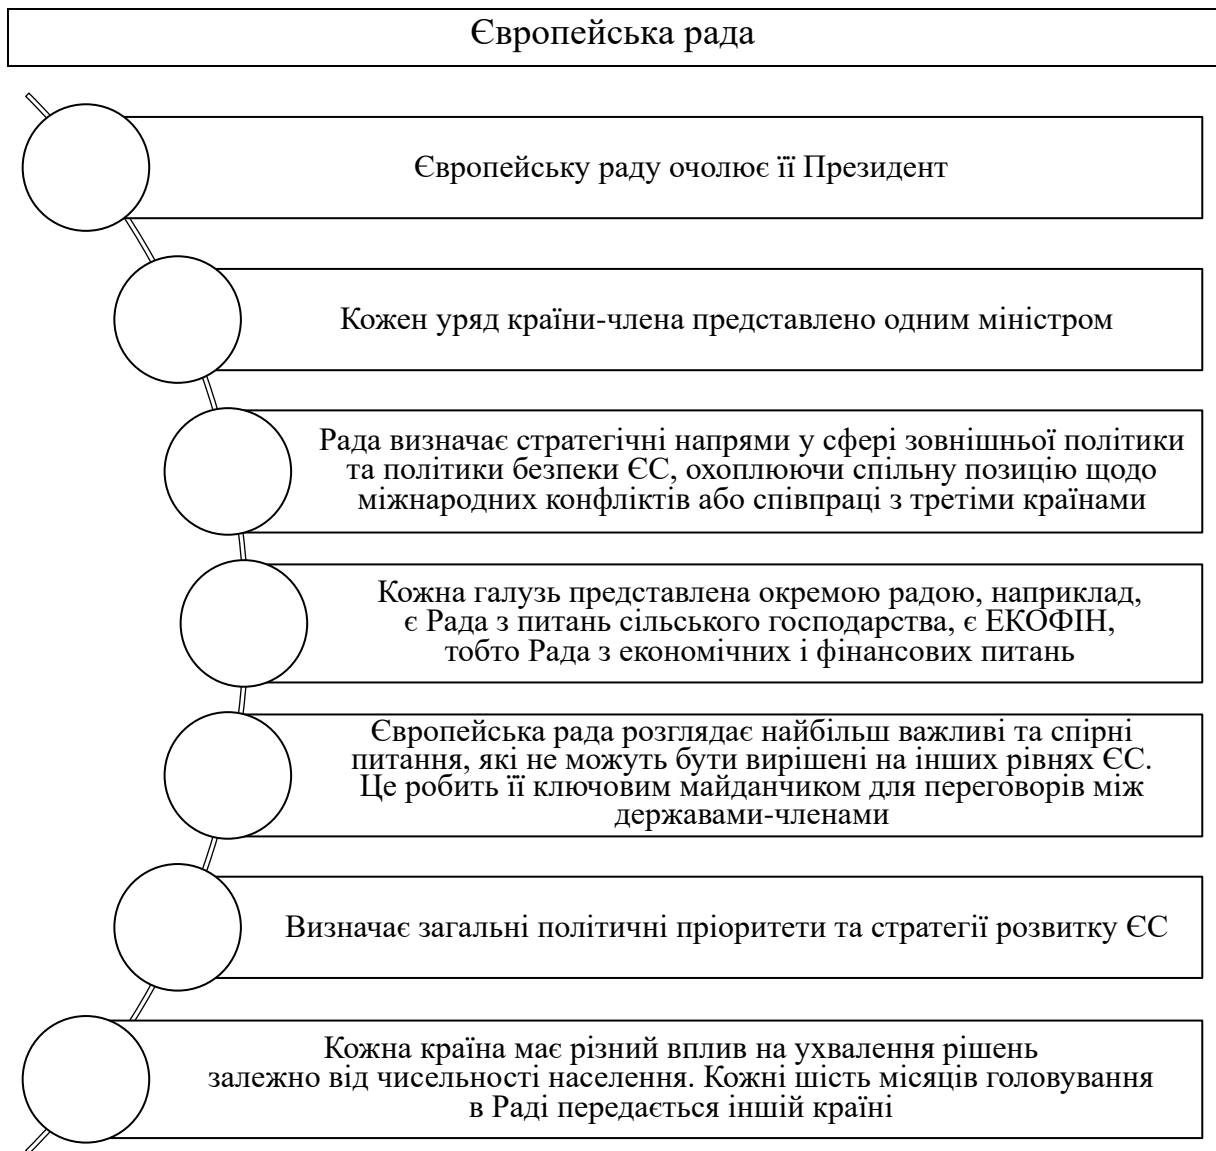 Європейська рада
Європейську раду очолює її Президент
Кожен уряд країни-члена представлено одним міністром
Рада визначає стратегічні напрями у сфері зовнішньої політики
та політики безпеки ЄС, охоплюючи спільну позицію щодо
міжнародних конфліктів або співпраці з третіми країнами
Кожна галузь представлена окремою радою, наприклад,
є Рада з питань сільського господарства, є ЕКОФІН,
тобто Рада з економічних і фінансових питань
Європейська рада розглядає найбільш важливі та спірні
питання, які не можуть бути вирішені на інших рівнях ЄС.
Це робить її ключовим майданчиком для переговорів між
державами-членами
Визначає загальні політичні пріоритети та стратегії розвитку ЄС
Кожна країна має різний вплив на ухвалення рішень
залежно від чисельності населення. Кожні шість місяців головування
в Раді передається іншій країні